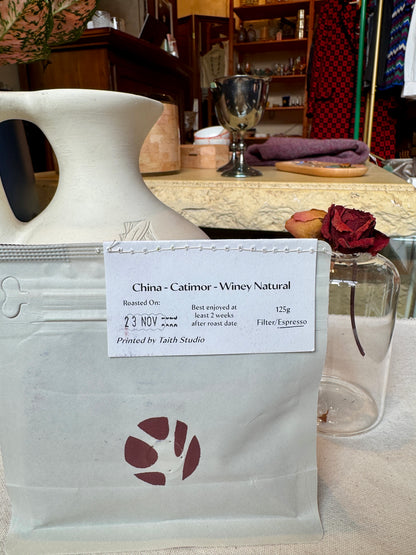 China - Catimor - Winey Natural
Roasted On:
23 NOV
Best enjoyed at
least 2 weeks
after roast date
125g
Filter/Espresso
Printed by Taith Studio